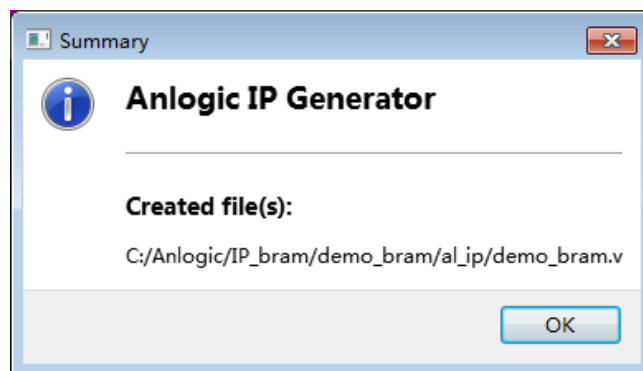 Summary
Anlogic IP Generator
Created file(s):
C:/Anlogic/IP_bram/demo_bram/al_ip/demo_bram.v
OK